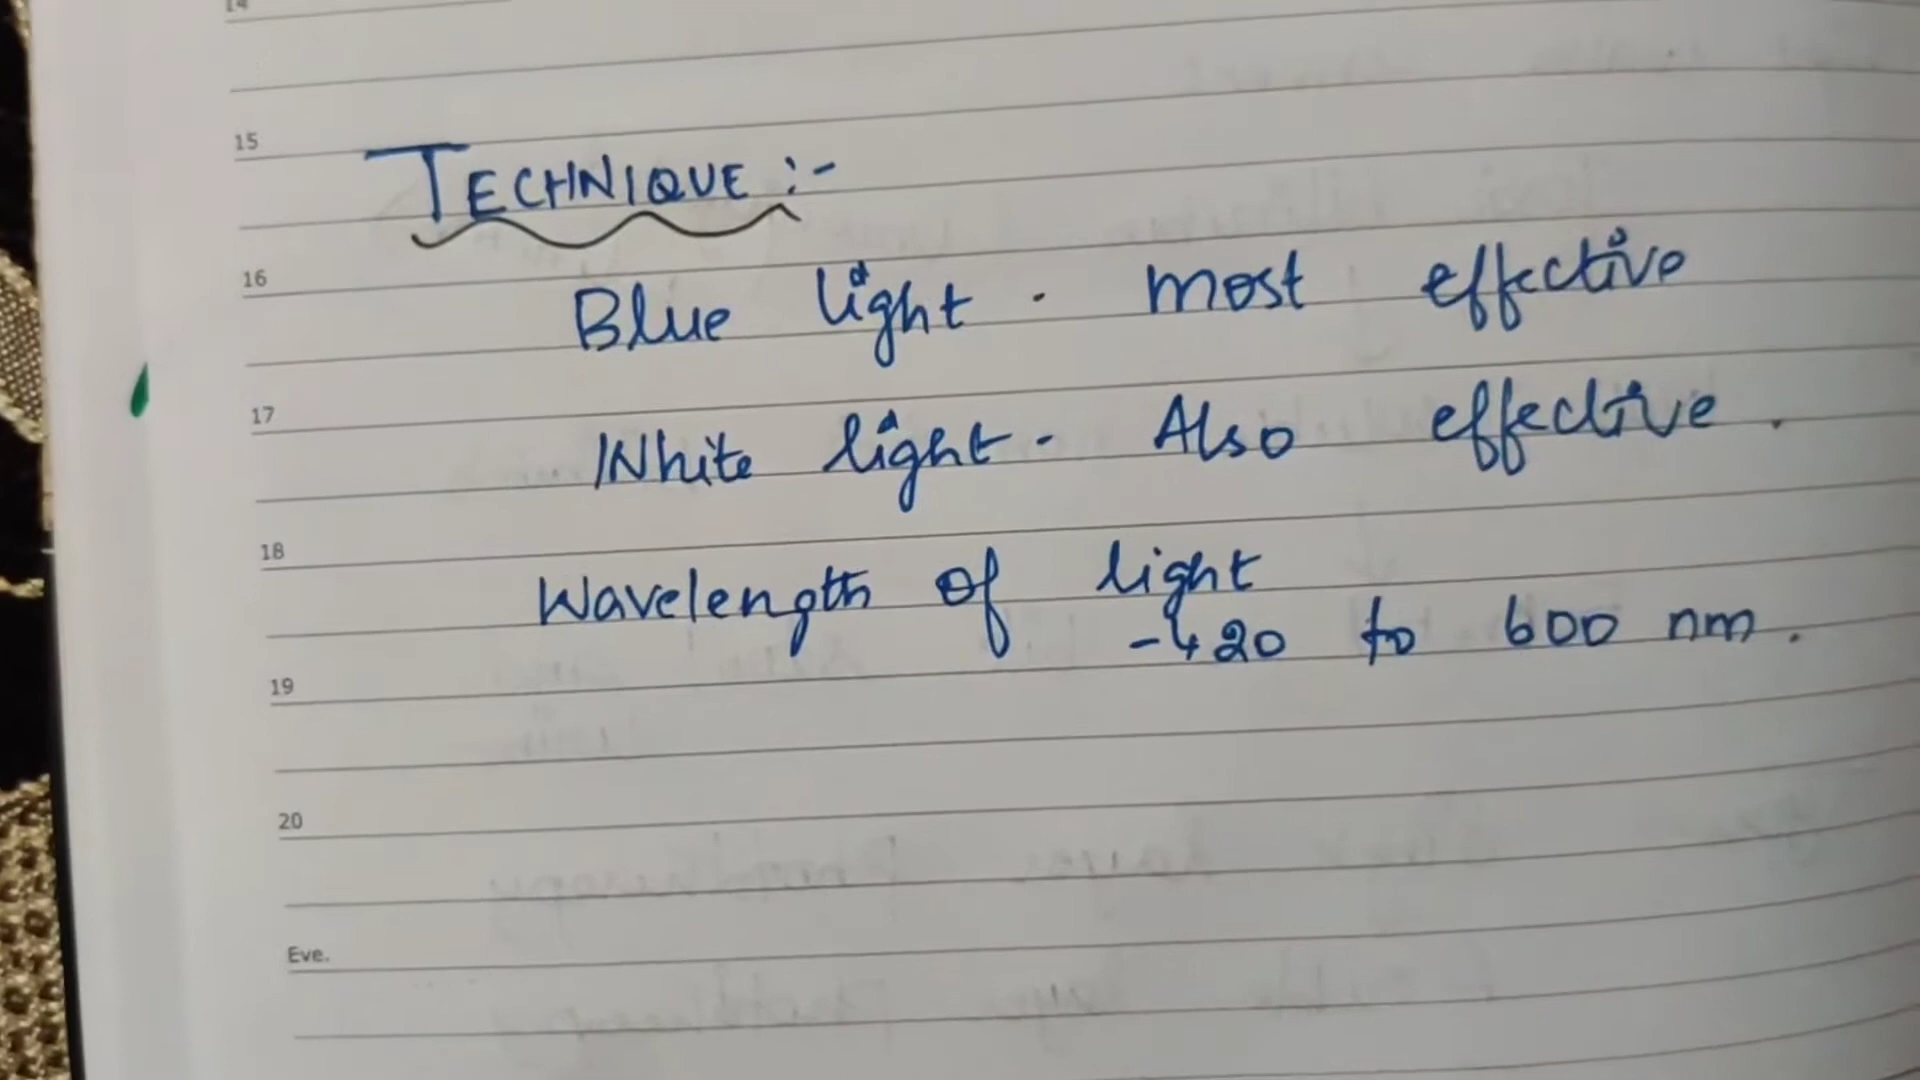 14
15
TECHNIQUE :-
16
Blue light - most effective
17
White light - Also effective.
18
Wavelength of light
- 420 to 600 nm.
19
20
Eve.